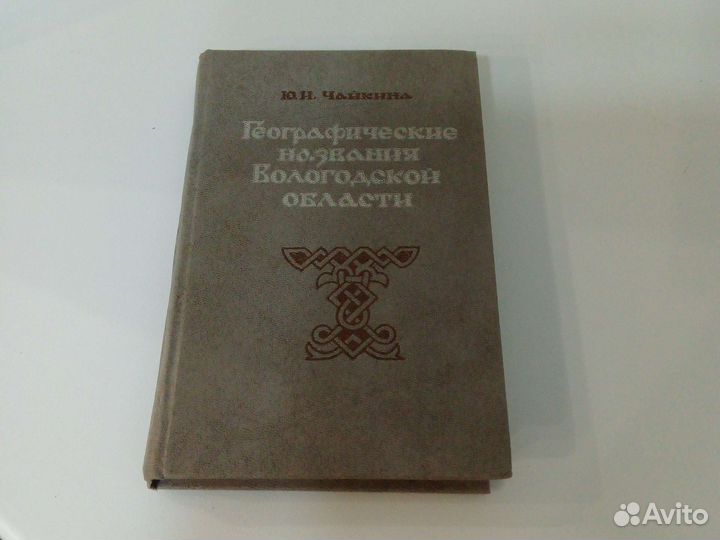 Ю.И. Чайкина
Географические
названия
Вологодской
области
Avito